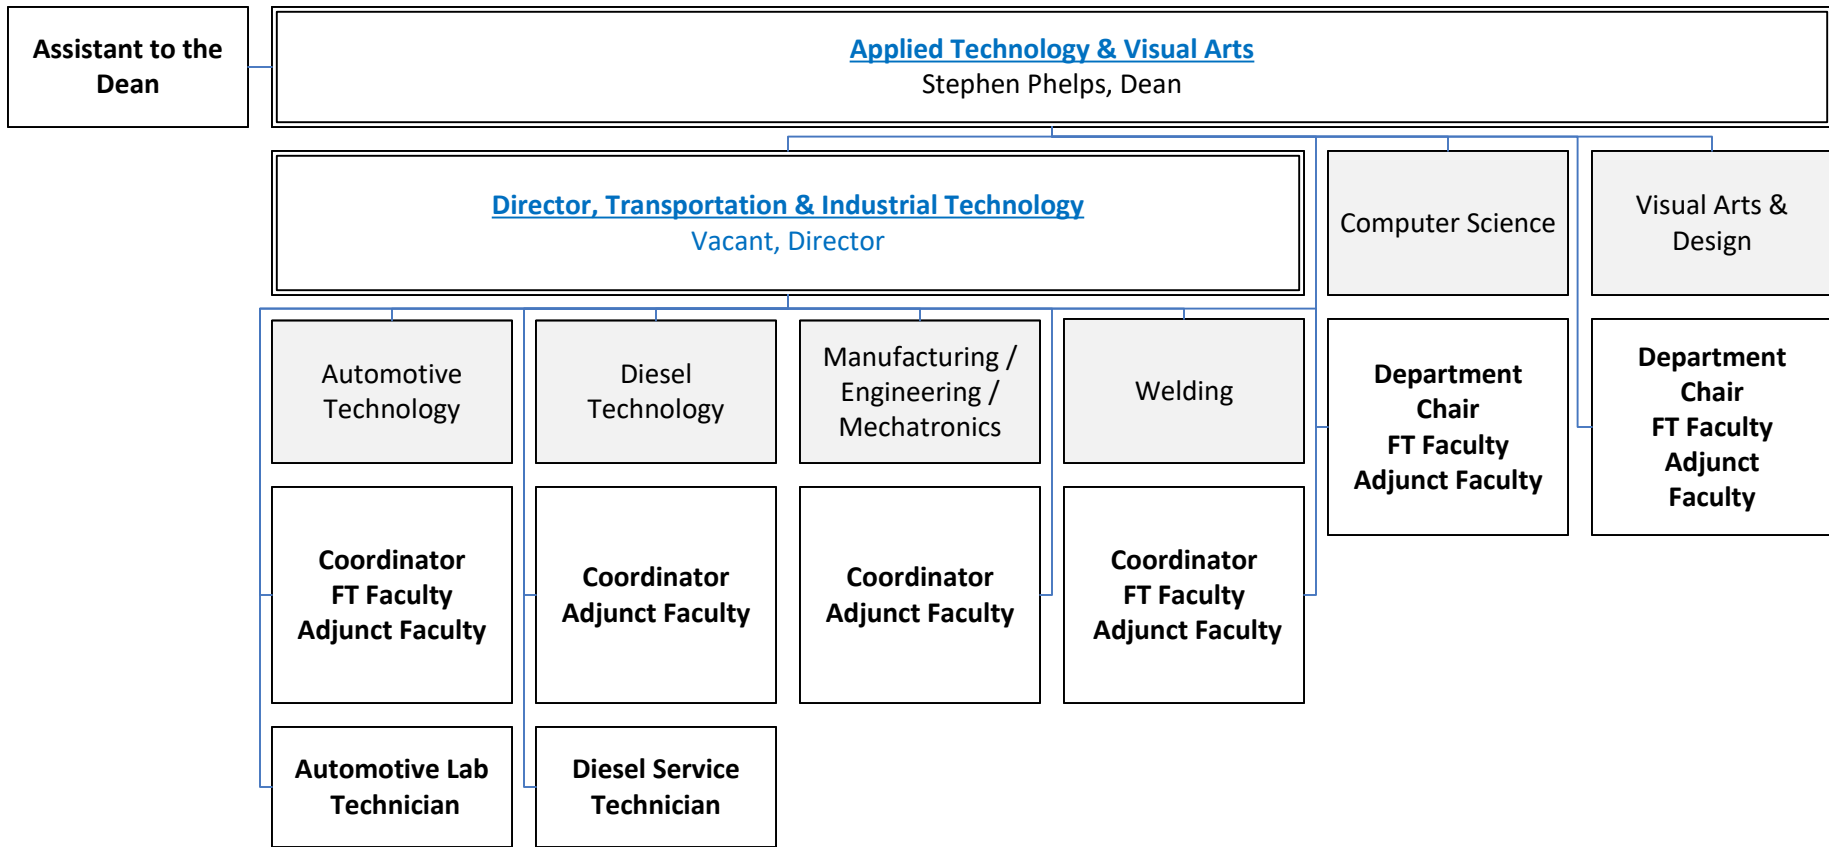 Assistant to the
Dean
Applied Technology & Visual Arts
Stephen Phelps, Dean
Director, Transportation & Industrial Technology
Vacant, Director
Computer Science
Visual Arts &
Design
Automotive
Technology
Diesel
Technology
Manufacturing /
Engineering /
Mechatronics
Welding
Department
Chair
FT Faculty
Adjunct Faculty
Department
Chair
FT Faculty
Adjunct
Faculty
Coordinator
FT Faculty
Adjunct Faculty
Coordinator
Adjunct Faculty
Coordinator
Adjunct Faculty
Coordinator
FT Faculty
Adjunct Faculty
Automotive Lab
Technician
Diesel Service
Technician